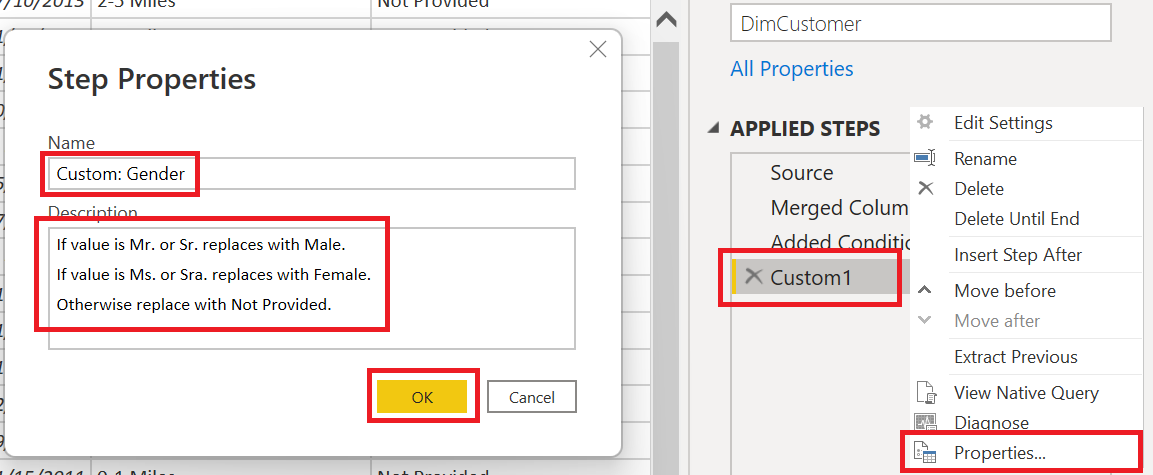 /10/2013 2-5 Miles Not Provided
Step Properties
Name
Custom: Gender
Description
If value is Mr. or Sr. replaces with Male.
If value is Ms. or Sra. replaces with Female.
Otherwise replace with Not Provided.
OK
Cancel
/15/2011 0-1 Miles Not Provided
DimCustomer
All Properties
APPLIED STEPS
Source
Merged Colum
Added Conditio
Custom1
Edit Settings
Rename
Delete
Delete Until End
Insert Step After
Move before
Move after
Extract Previous
View Native Query
Diagnose
Properties...